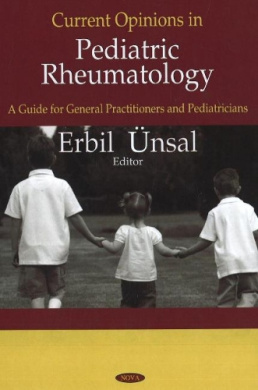 Current Opinions in
Pediatric
Rheumatology
A Guide for General Practitioners and Pediatricians
Erbil Ünsal
Editor
NOVA